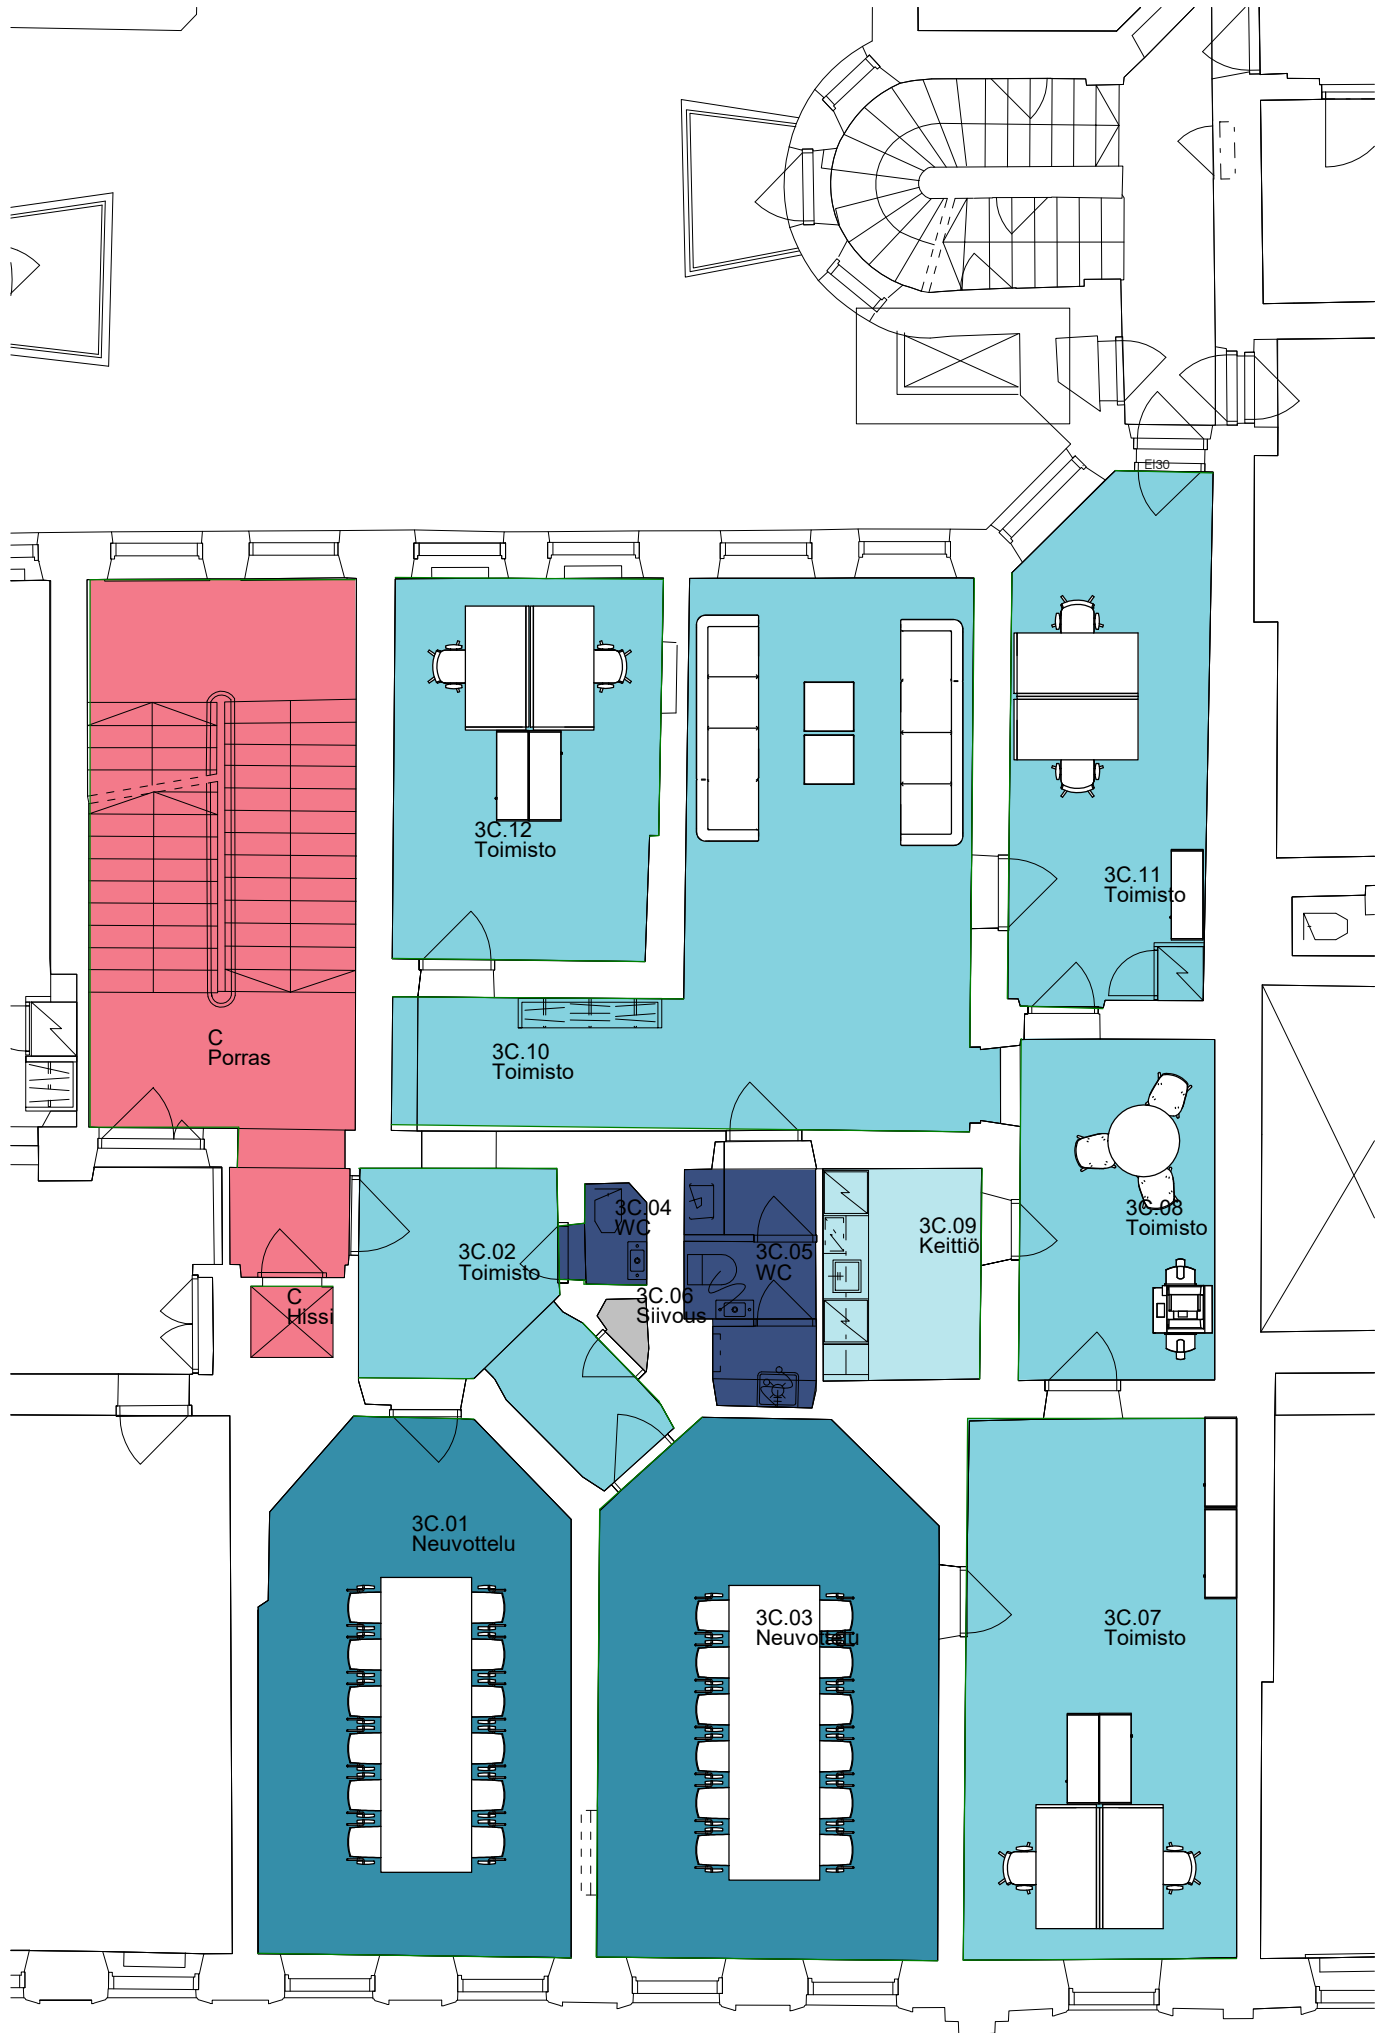 EI30
3C.12
Toimisto
3C.11
Toimisto
C
Porras
3C.10
Toimisto
3C.04
WC
3C.08
Toimisto
3C.09
Keittiö
3C.02
Toimisto
3C.05
WC
3C.06
Siivous
C
Hissi
3C.01
Neuvottelu
3C.03
Neuvottelu
3C.07
Toimisto